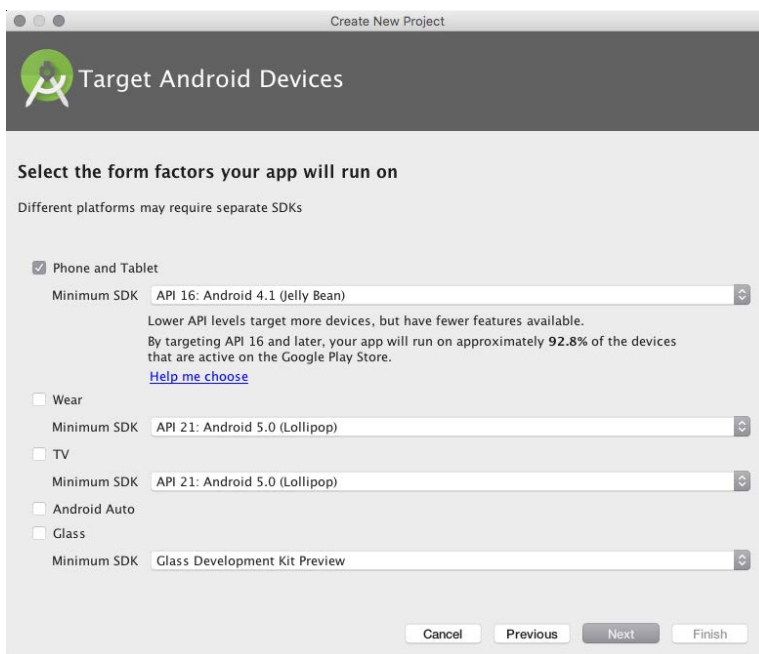 Create New Project
Target Android Devices
Select the form factors your app will run on
Different platforms may require separate SDKs
Phone and Tablet
Minimum SDK API 16: Android 4.1 (Jelly Bean)
Lower API levels target more devices, but have fewer features available.
By targeting API 16 and later, your app will run on approximately 92.8% of the devices
that are active on the Google Play Store.
Help me choose
Wear
Minimum SDK API 21: Android 5.0 (Lollipop)
TV
Minimum SDK API 21: Android 5.0 (Lollipop)
Android Auto
Glass
Minimum SDK Glass Development Kit Preview
Cancel Previous Next Finish